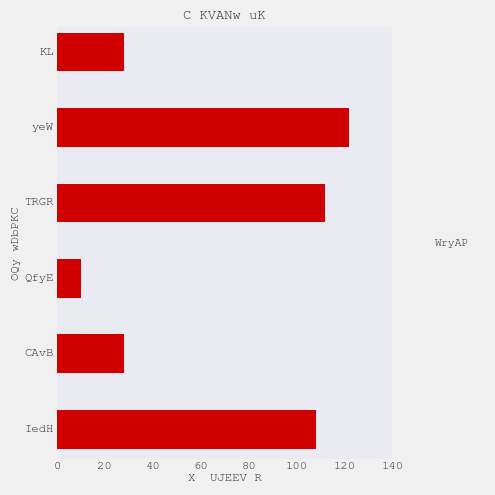 C KVANw uK
KL
yeW
TRGR
QfyE
CAvB
IedH
OQy wDbPKC
0 20 40 60 80 100 120 140
X  UJEEV R
WryAP